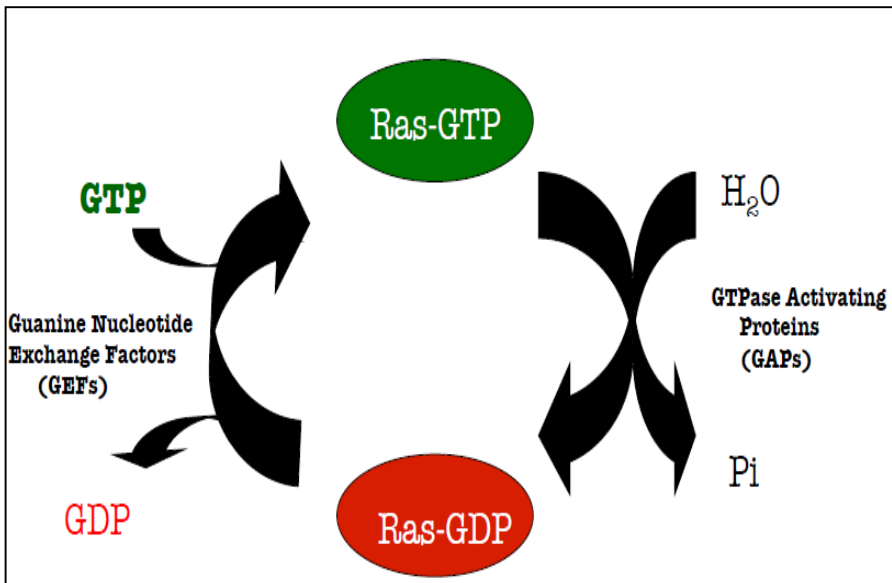 Ras-GTP
GTP
H₂O
Guanine Nucleotide
Exchange Factors
(GEFs)
GTPase Activating
Proteins
(GAPs)
GDP
Pi
Ras-GDP